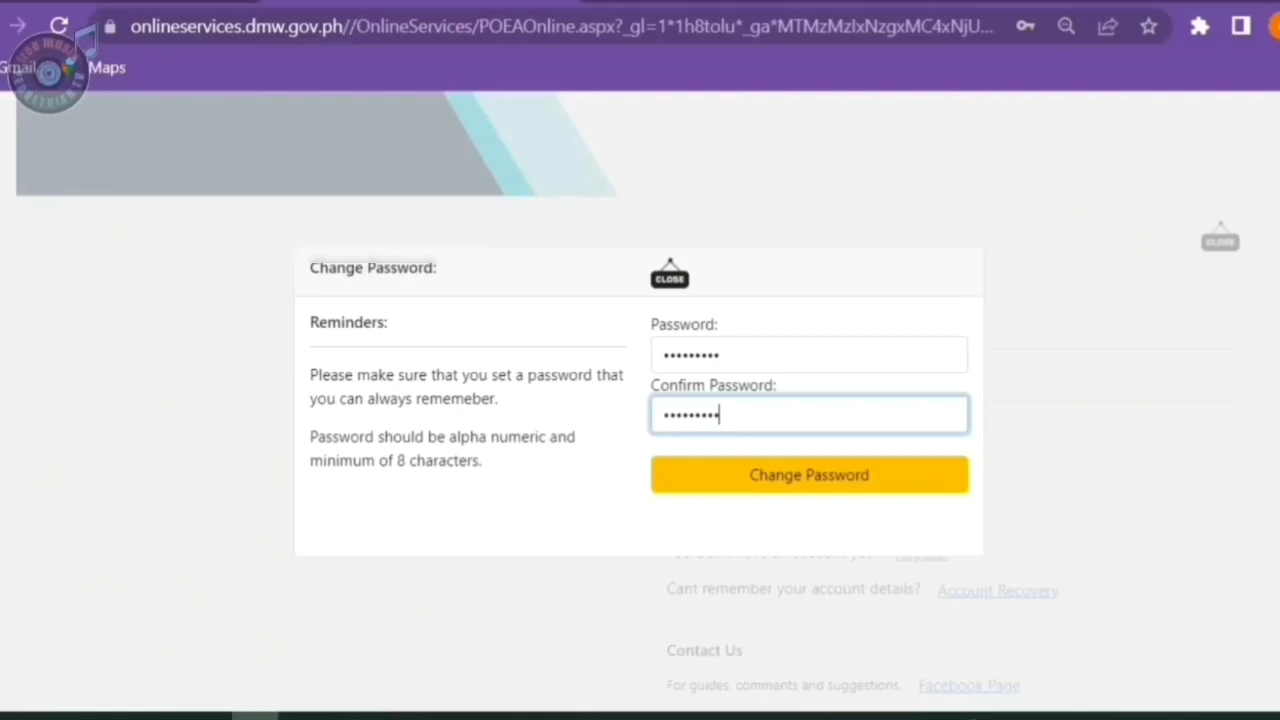 onlineservices.dmw.gov.ph//OnlineServices/POEAOnline.aspx?_gl=1*1h8tolu*_ga*MTMzMzIxNzgxMC4xNjU...
Gmail
Maps
CLOSE
Change Password:
CLOSE
Reminders:
Please make sure that you set a password that
you can always rememeber.
Password should be alpha numeric and
minimum of 8 characters.
Password:
•••••••••
Confirm Password:
•••••••••
Change Password
Cant remember your account details? Account Recovery
Contact Us
For guides, comments and suggestions. Facebook Page